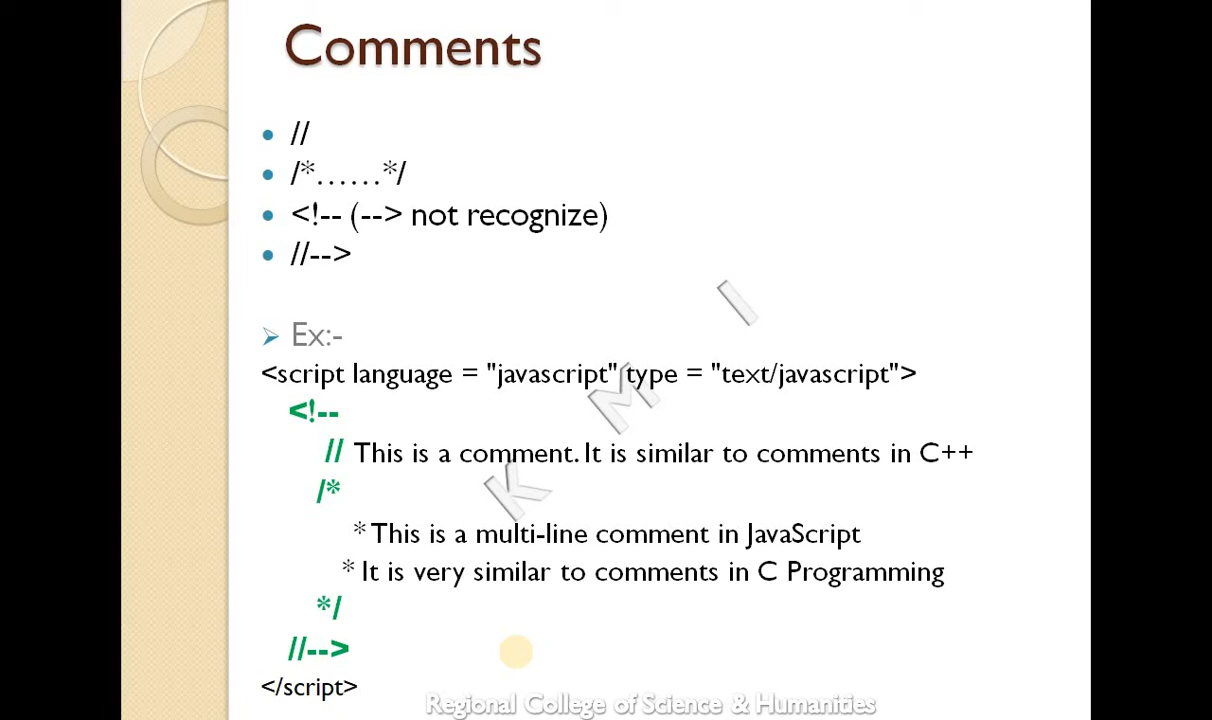 Comments
• //
• /*……*/
• <!-- (--> not recognize)
• //-->
➢ Ex:-
<script language = "javascript" type = "text/javascript">
<!--
// This is a comment. It is similar to comments in C++
/*
* This is a multi-line comment in JavaScript
* It is very similar to comments in C Programming
*/
//-->
</script>
K M I
Regional College of Science & Humanities